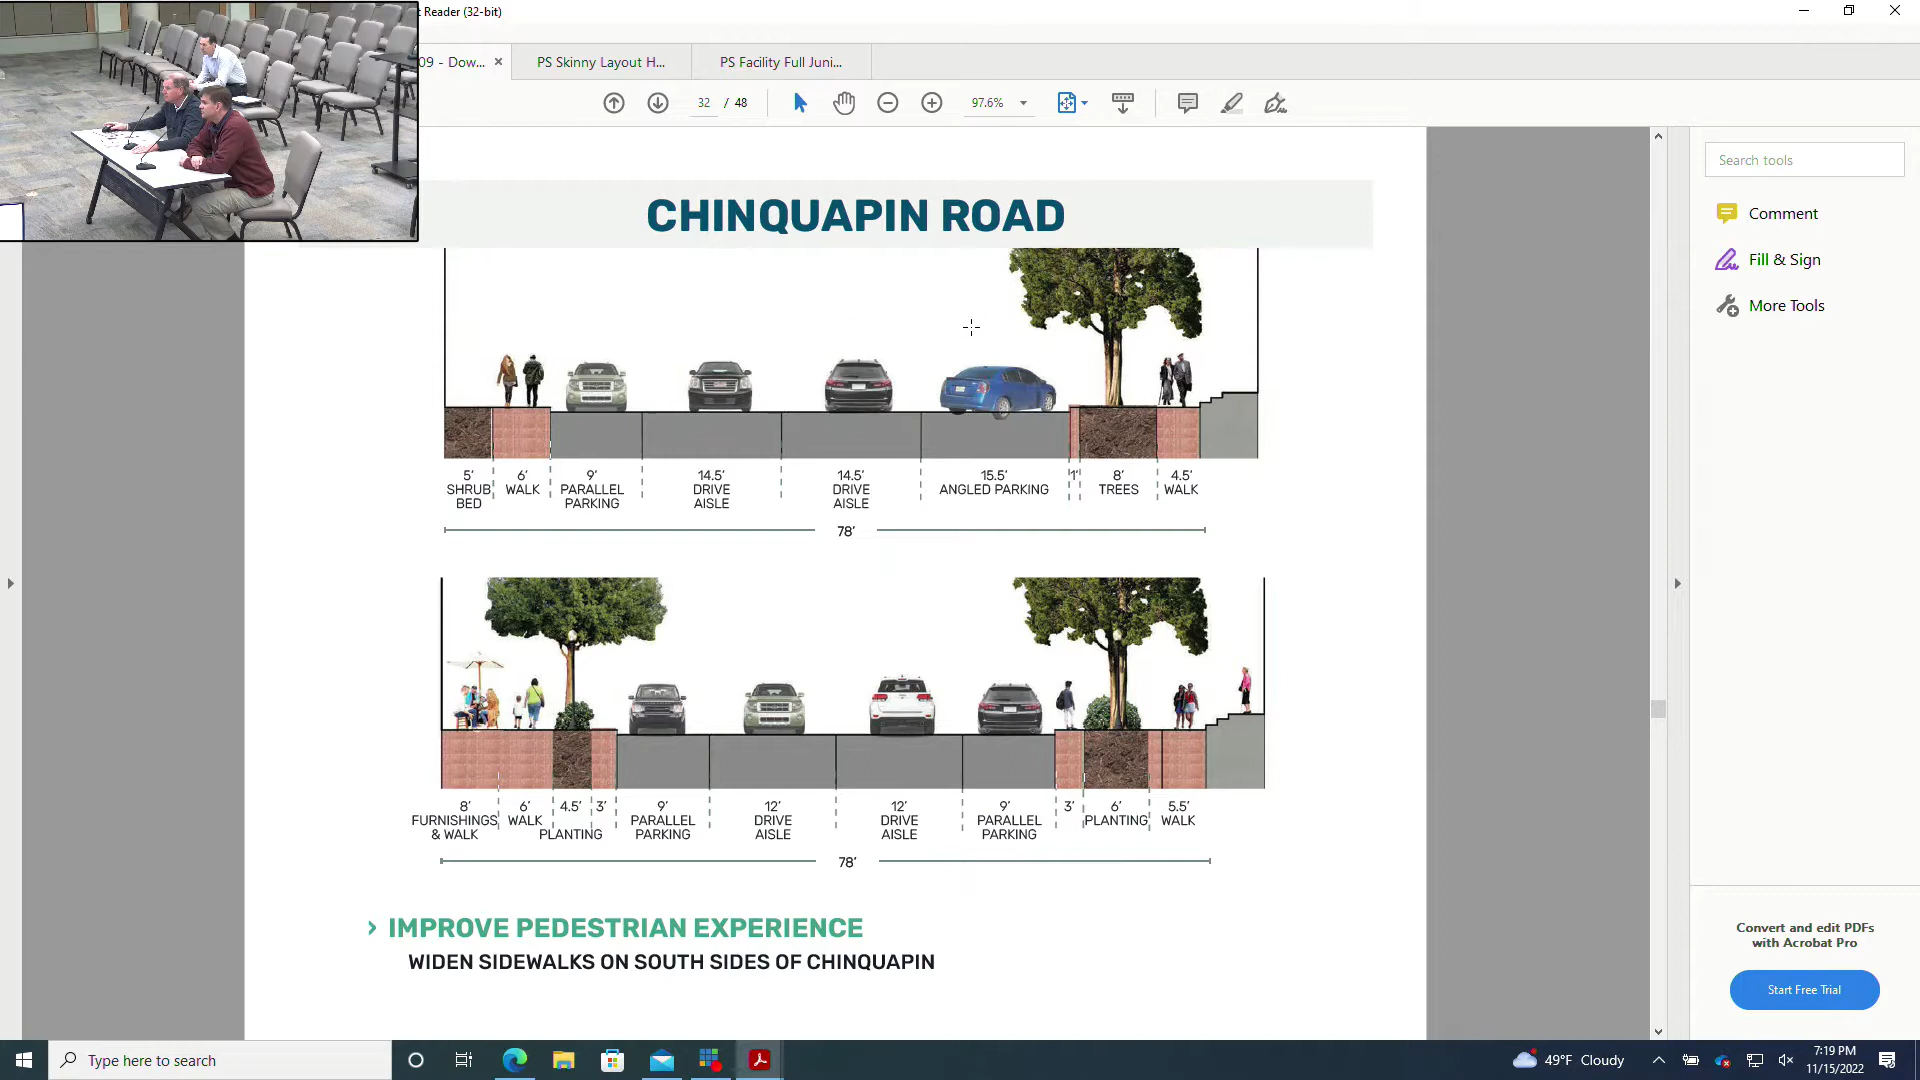 t Reader (32-bit)
09 - Dow...
PS Skinny Layout H...
PS Facility Full Juni...
32 / 48
97.6%
Search tools
Comment
Fill & Sign
More Tools
CHINQUAPIN ROAD
5' SHRUB BED
6' WALK
9' PARALLEL PARKING
14.5' DRIVE AISLE
14.5' DRIVE AISLE
15.5' ANGLED PARKING
1'
8' TREES
4.5' WALK
78'
8' FURNISHINGS & WALK
6' WALK
4.5' 3' PLANTING
9' PARALLEL PARKING
12' DRIVE AISLE
12' DRIVE AISLE
9' PARALLEL PARKING
3'
6' PLANTING
5.5' WALK
78'
› IMPROVE PEDESTRIAN EXPERIENCE
WIDEN SIDEWALKS ON SOUTH SIDES OF CHINQUAPIN
Convert and edit PDFs
with Acrobat Pro
Start Free Trial
Type here to search
49°F Cloudy
7:19 PM
11/15/2022